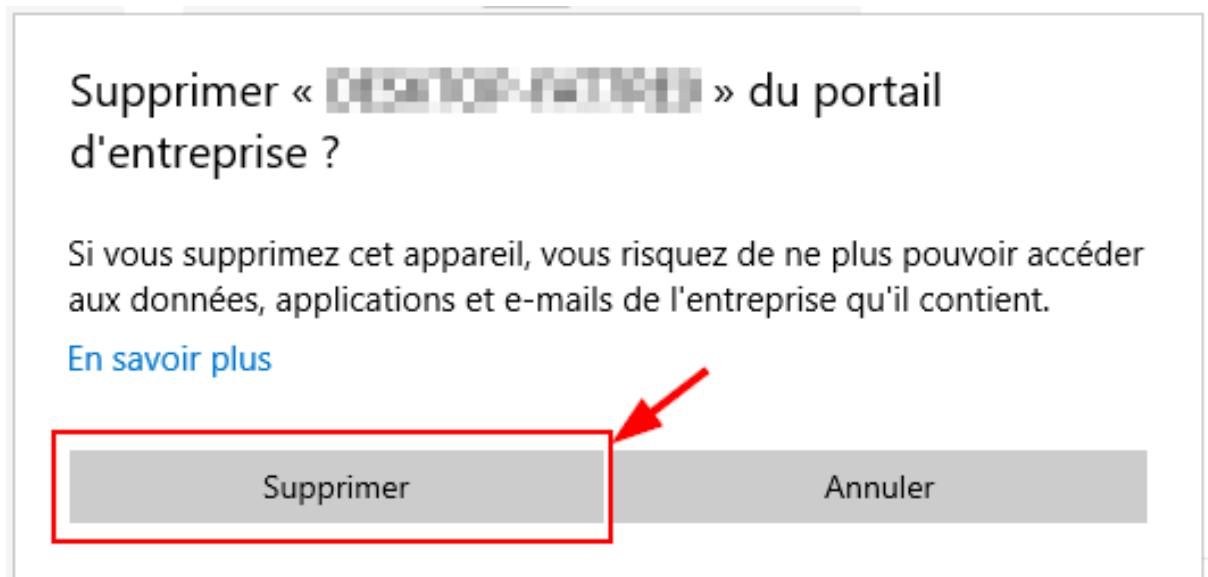 Supprimer « » du portail
d'entreprise ?
Si vous supprimez cet appareil, vous risquez de ne plus pouvoir accéder
aux données, applications et e-mails de l'entreprise qu'il contient.
En savoir plus
Supprimer
Annuler